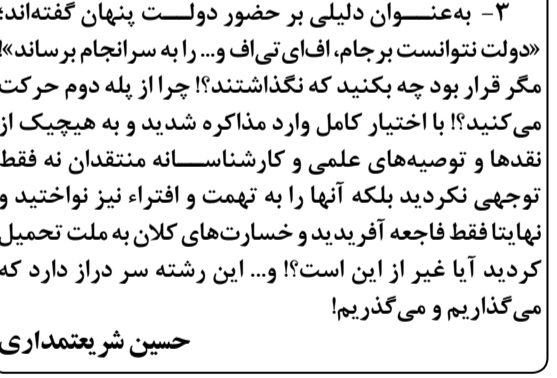 ۳- به‌عنـــوان دلیلی بر حضور دولـــت پنهان گفته‌اند؛
«دولت نتوانست برجام، اف‌ای‌تی‌اف و... را به سرانجام برساند»!
مگر قرار بود چه بکنید که نگذاشتند؟! چرا از پله دوم حرکت
می‌کنید؟! با اختیار کامل وارد مذاکره شدید و به هیچیک از
نقدها و توصیه‌های علمی و کارشناســـانه منتقدان نه فقط
توجهی نکردید بلکه آنها را به تهمت و افتراء نیز نواختید و
نهایتا فقط فاجعه آفریدید و خسارت‌های کلان به ملت تحمیل
کردید آیا غیر از این است؟! و... این رشته سر دراز دارد که
می‌گذاریم و می‌گذریم!
حسین شریعتمداری